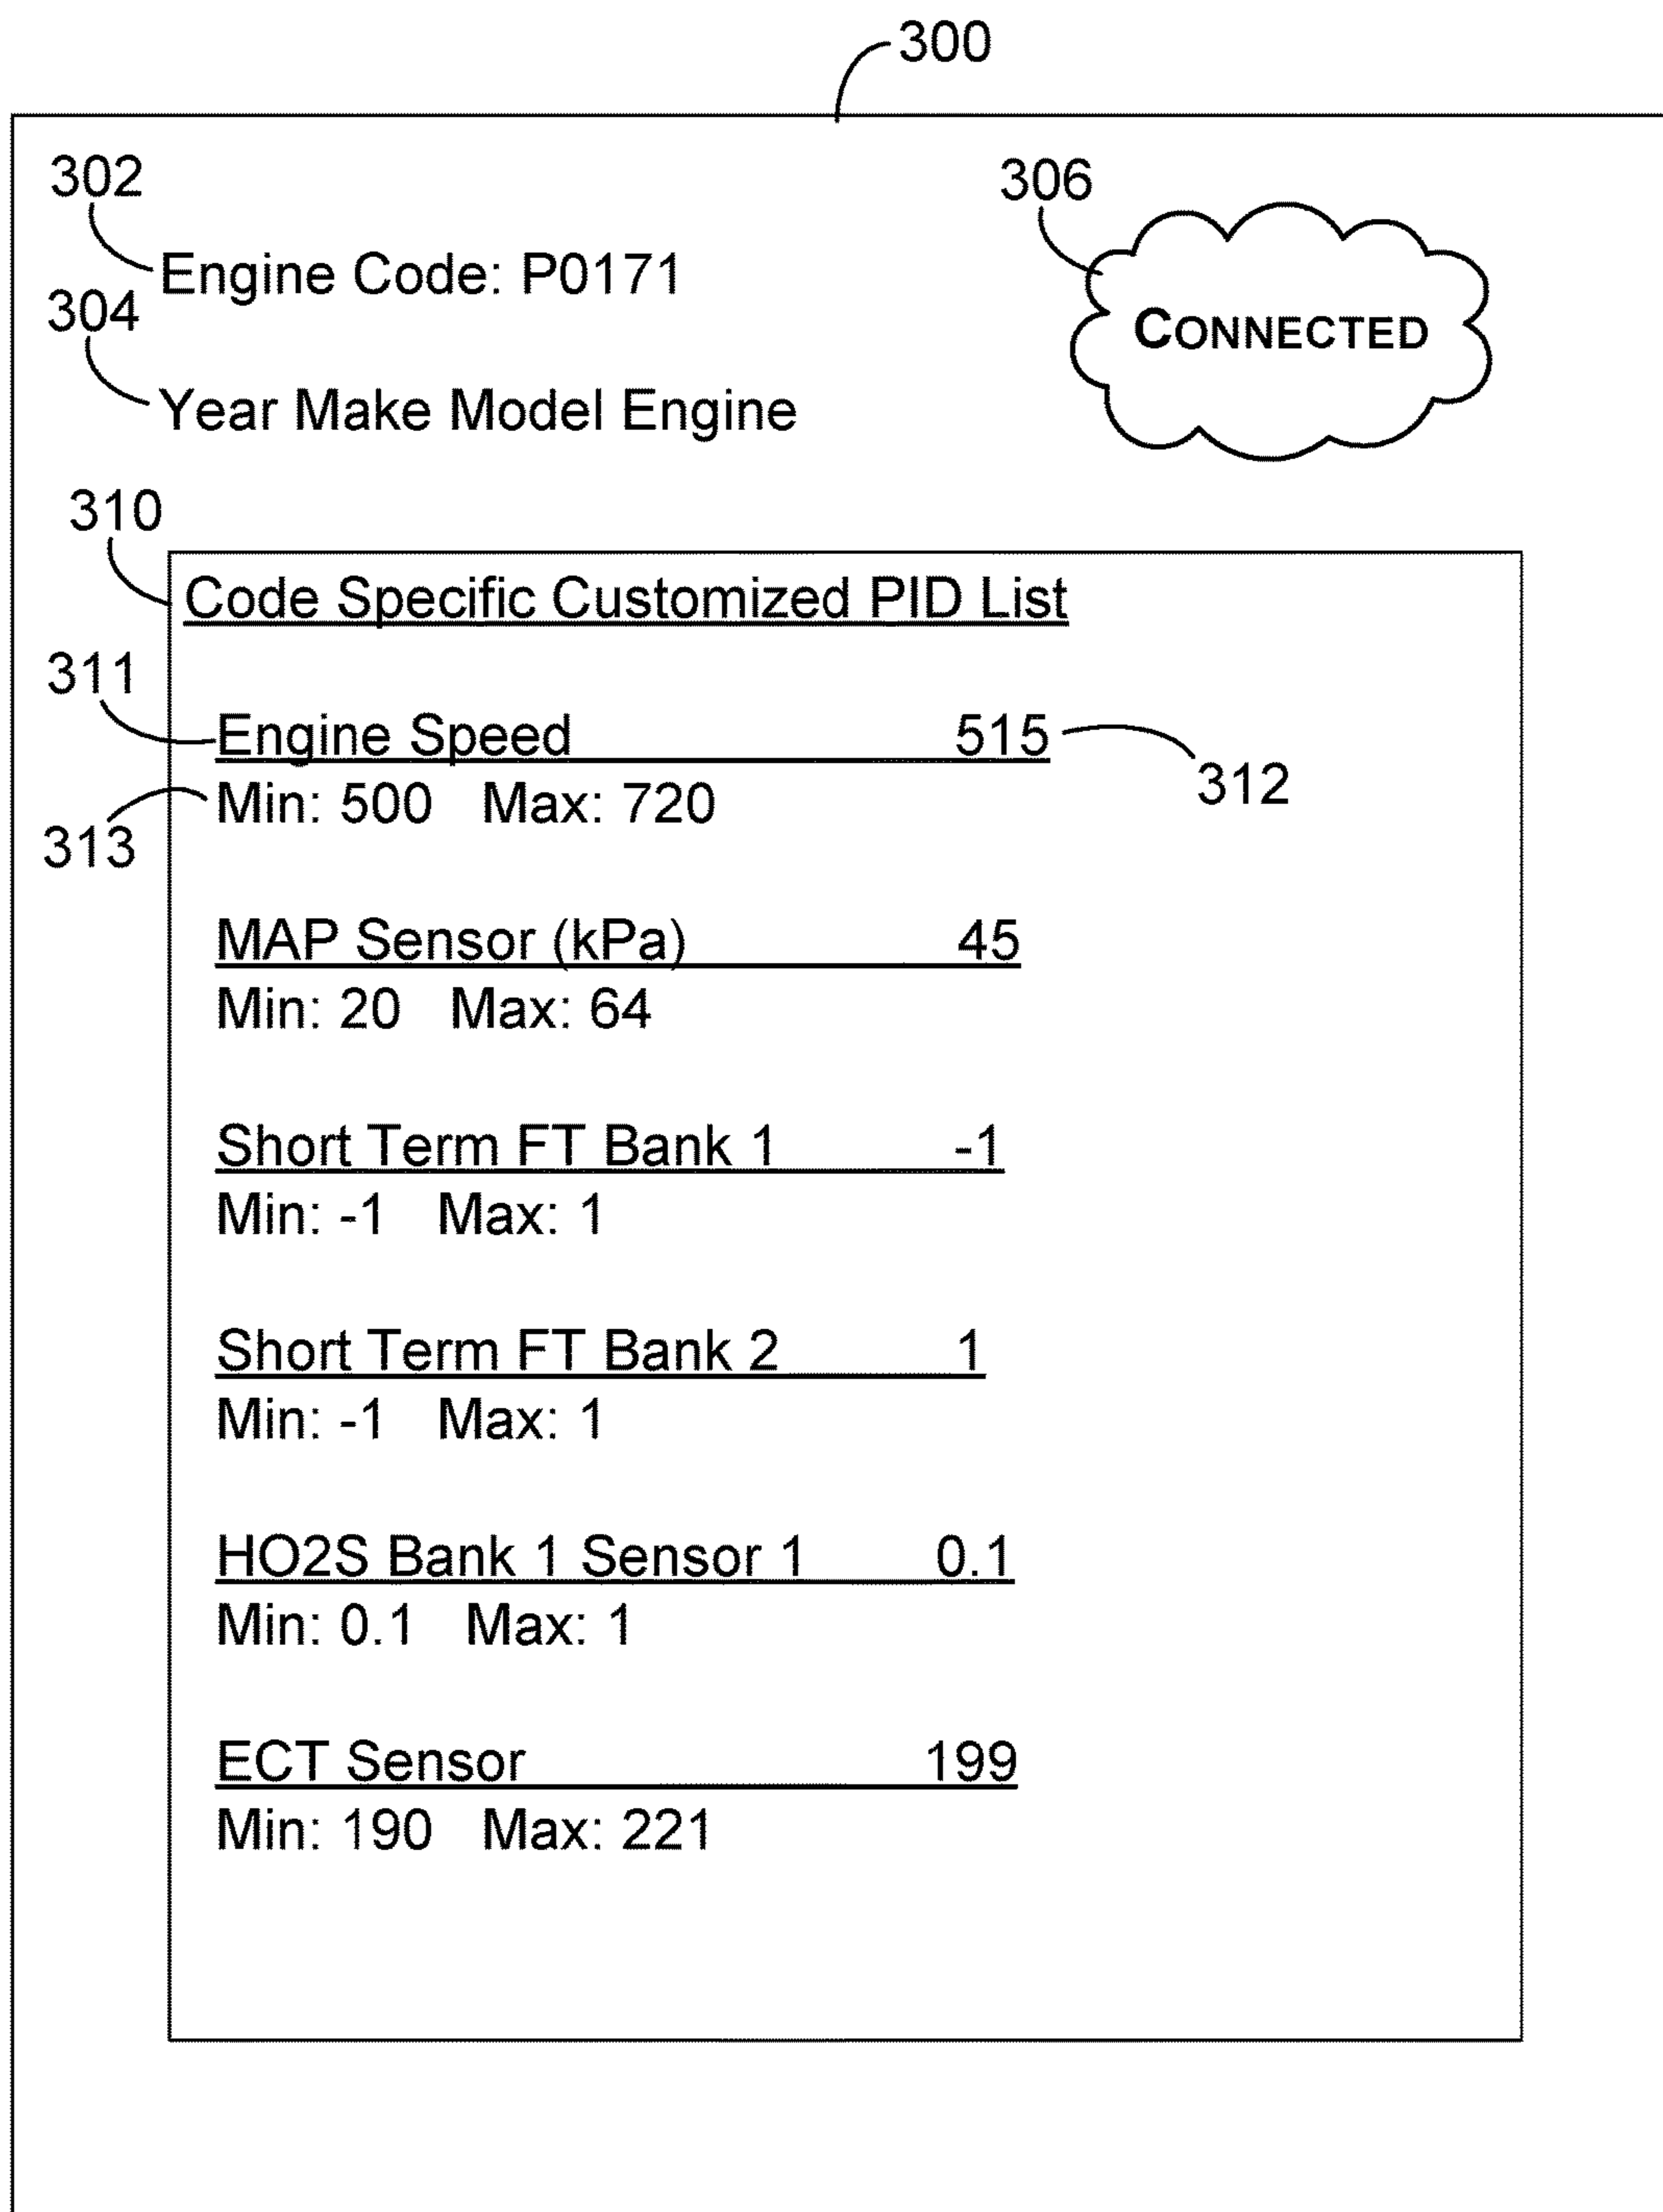 300
302
306
Engine Code: P0171
304
CONNECTED
Year Make Model Engine
310
Code Specific Customized PID List
311
Engine Speed 515
312
Min: 500 Max: 720
313
MAP Sensor (kPa) 45
Min: 20 Max: 64
Short Term FT Bank 1 -1
Min: -1 Max: 1
Short Term FT Bank 2 1
Min: -1 Max: 1
HO2S Bank 1 Sensor 1 0.1
Min: 0.1 Max: 1
ECT Sensor 199
Min: 190 Max: 221